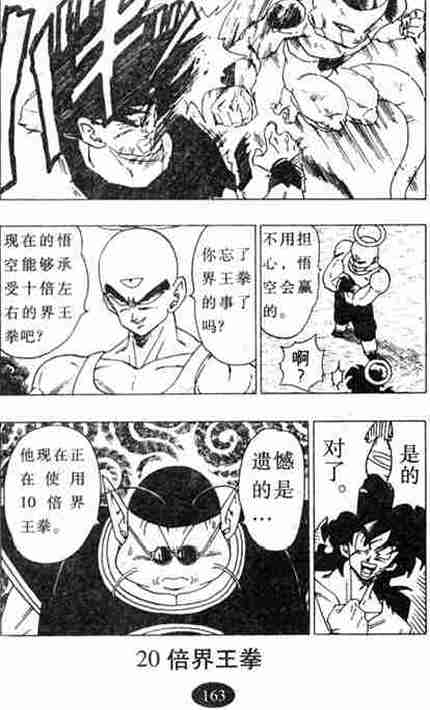 不用担
心，悟
空会赢
的。
啊？
你忘了
界王拳
的事了
吗？
现在的悟
空能够承
受十倍左
右的界王
拳吧？
是的
对了。
遗憾
的是
…
他现在正
在使用
10倍界
王拳。
20 倍界王拳
163